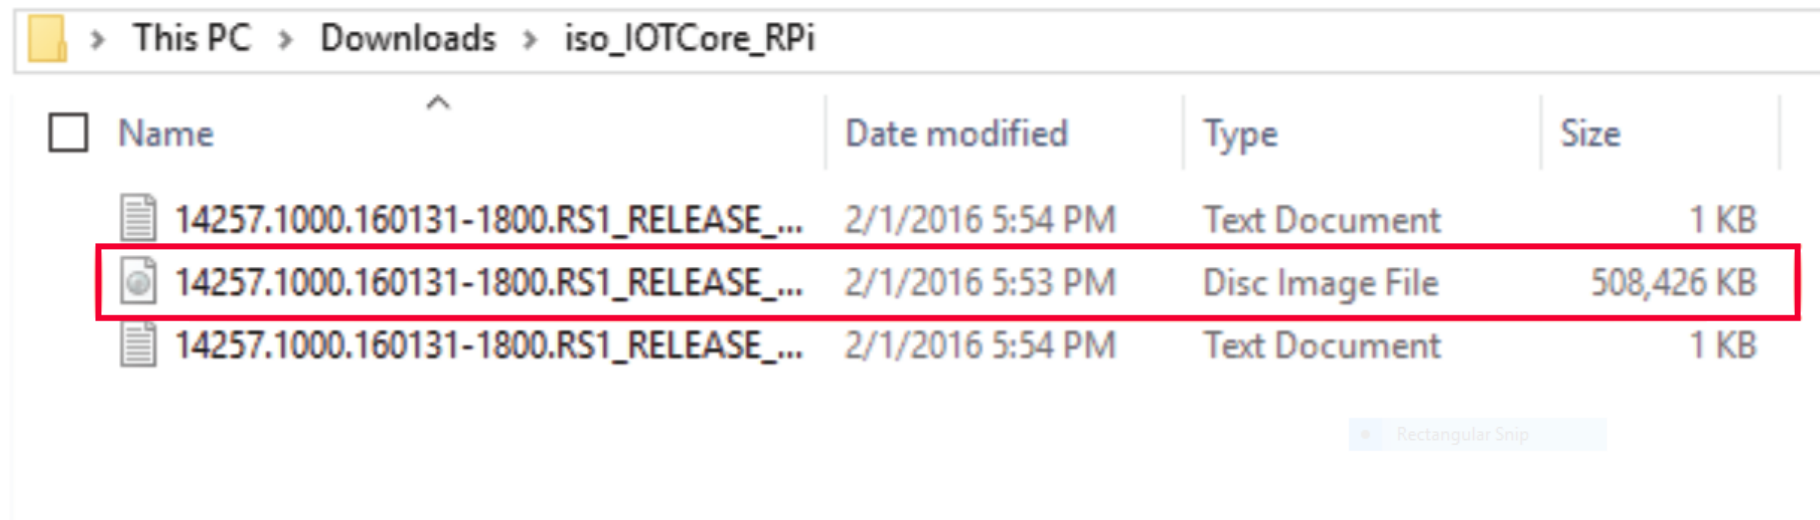 This PC > Downloads > iso_IOTCore_RPi
Name Date modified Type Size
14257.1000.160131-1800.RS1_RELEASE_... 2/1/2016 5:54 PM Text Document 1 KB
14257.1000.160131-1800.RS1_RELEASE_... 2/1/2016 5:53 PM Disc Image File 508,426 KB
14257.1000.160131-1800.RS1_RELEASE_... 2/1/2016 5:54 PM Text Document 1 KB
Rectangular Snip